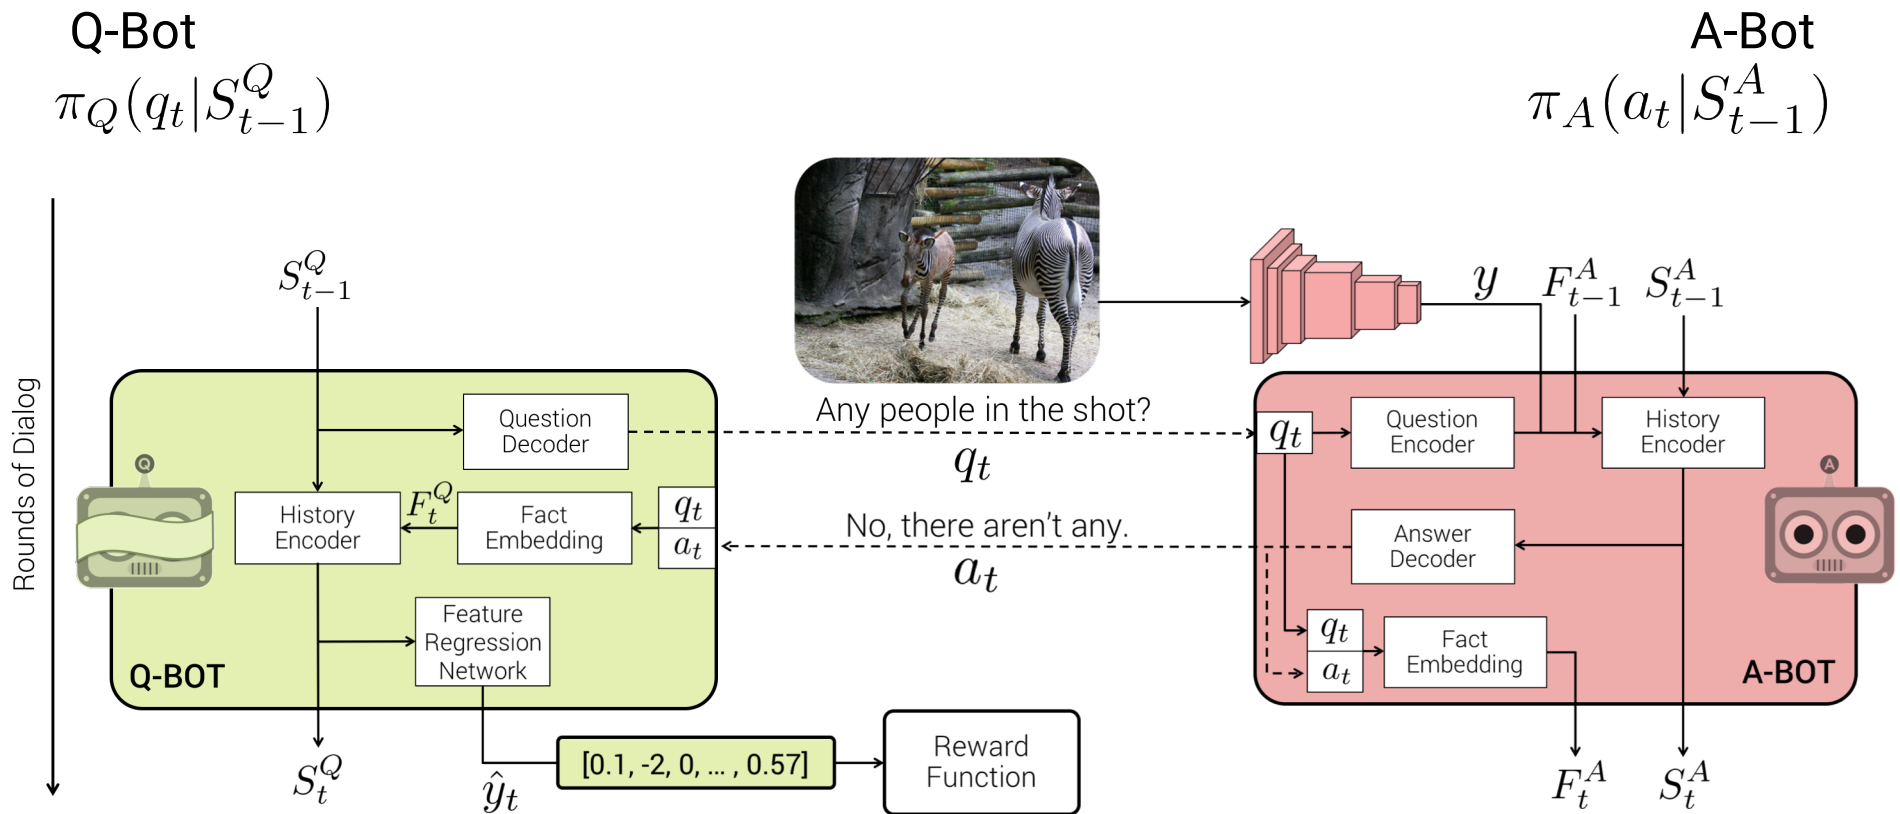 Q-Bot
A-Bot
π_Q(q_t|S^Q_{t−1})
π_A(a_t|S^A_{t−1})
Rounds of Dialog
S^Q_{t−1}
y
F^A_{t−1}
S^A_{t−1}
Question
Decoder
Any people in the shot?
q_t
q_t
Question
Encoder
History
Encoder
Q
A
History
Encoder
F^Q_t
Fact
Embedding
q_t
a_t
No, there aren't any.
a_t
Answer
Decoder
Feature
Regression
Network
Q-BOT
q_t
a_t
Fact
Embedding
A-BOT
S^Q_t
ŷ_t
[0.1, -2, 0, ... , 0.57]
Reward
Function
F^A_t
S^A_t